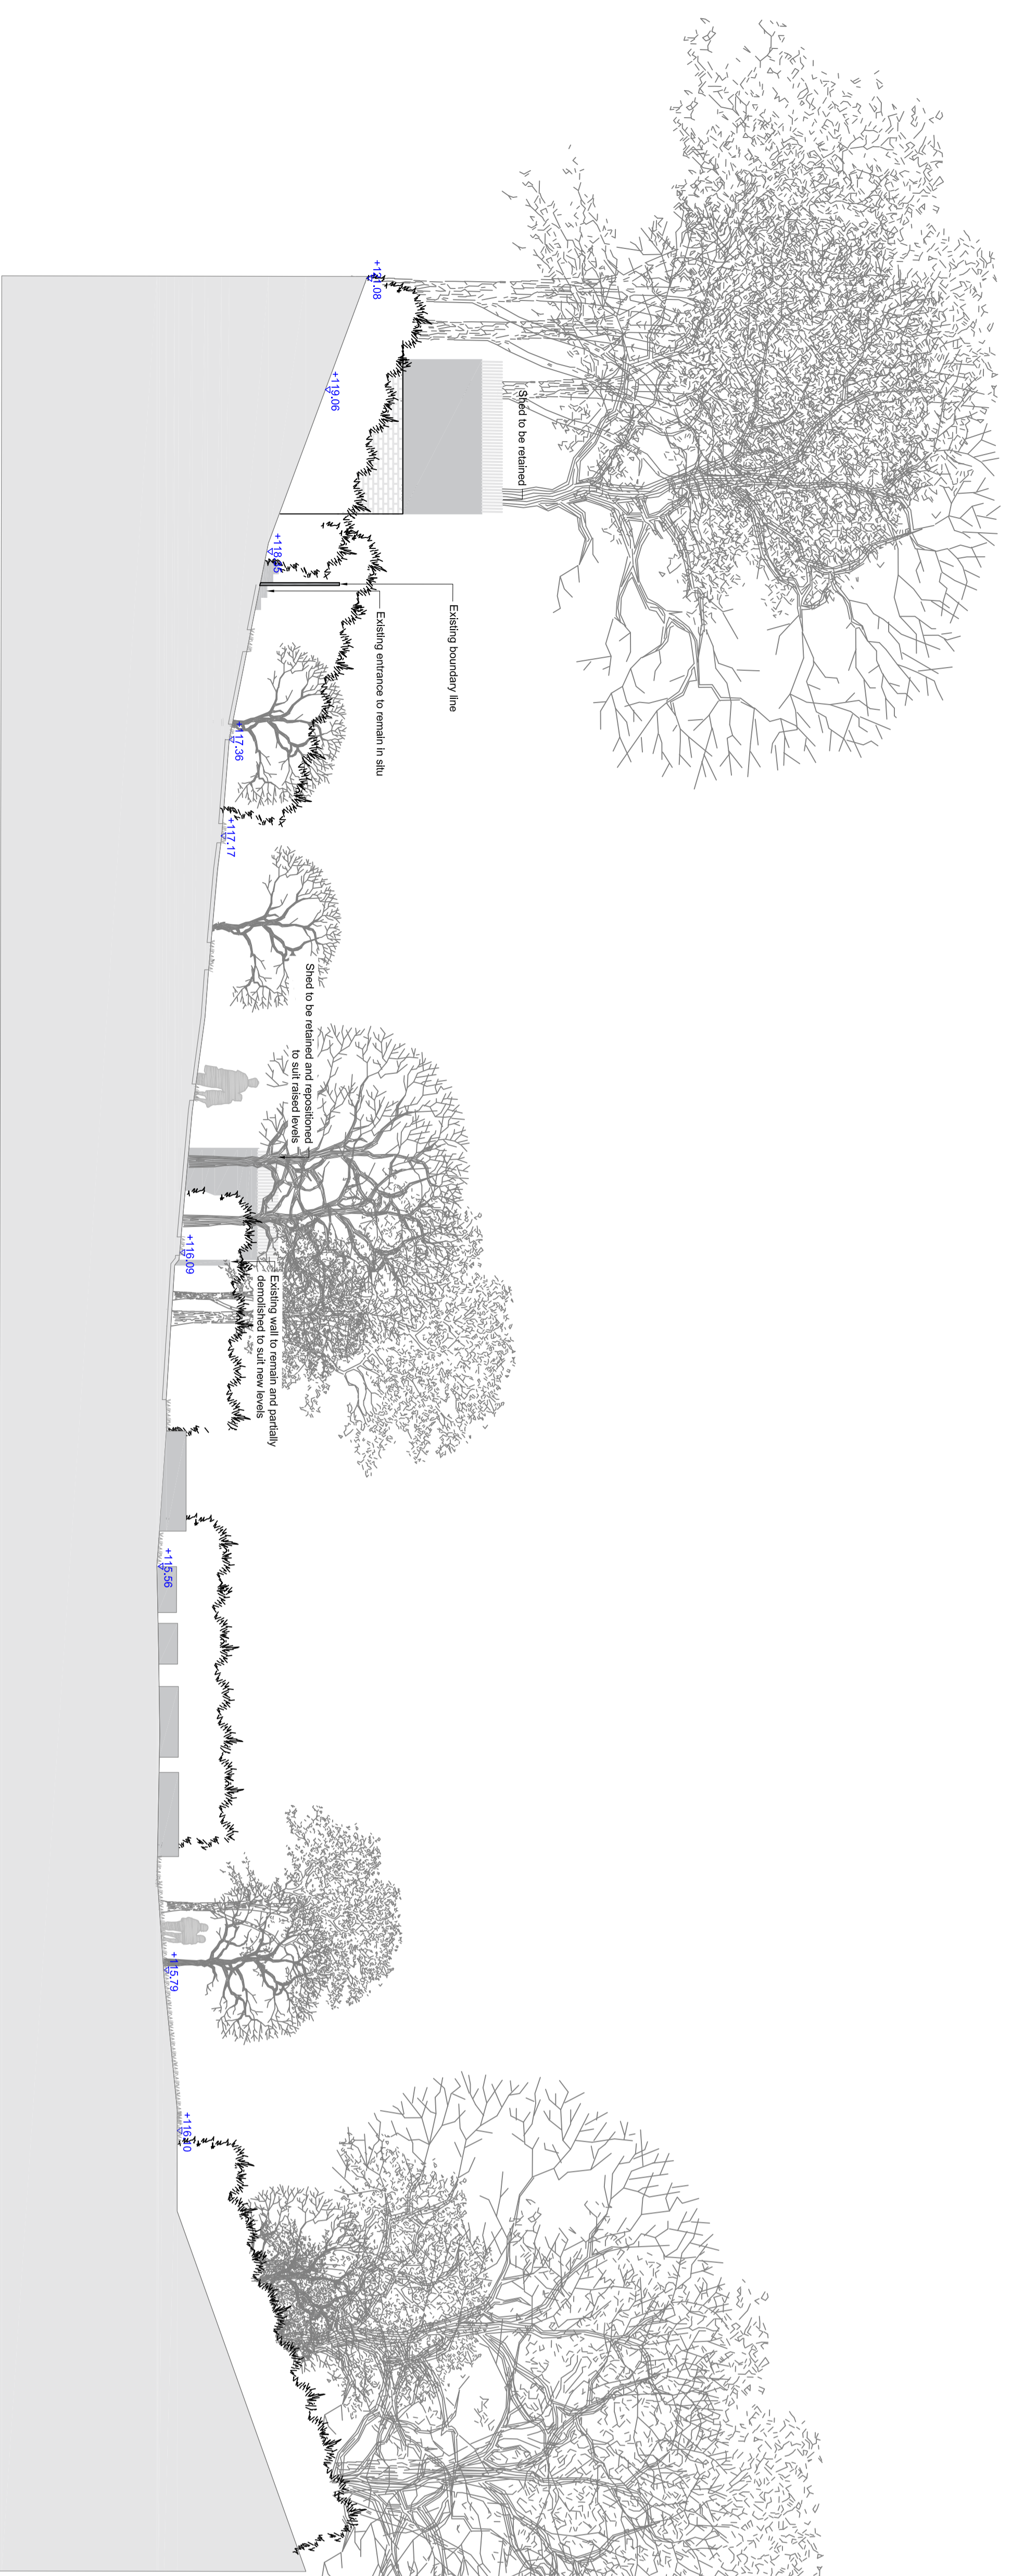 Shed to be retained
Existing boundary line
Existing entrance to remain in situ
Shed to be retained and repositioned
to suit raised levels
Existing wall to remain and partially
demolished to suit new levels
+121.08
+119.06
+117.36
+117.17
+116.09
+115.56
+115.79
+116.10